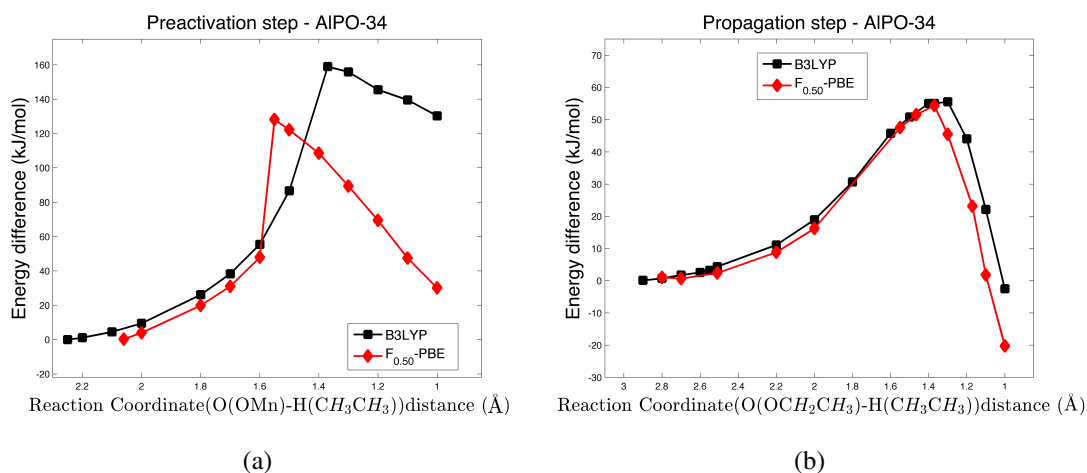 Preactivation step - AlPO-34
Energy difference (kJ/mol)
160
140
120
100
80
60
40
20
0
-20
B3LYP
F0.50-PBE
2.2 2 1.8 1.6 1.4 1.2 1
Reaction Coordinate(O(OMn)-H(CH3CH3))distance (Å)
(a)
Propagation step - AlPO-34
Energy difference (kJ/mol)
70
60
50
40
30
20
10
0
-10
-20
-30
B3LYP
F0.50-PBE
3 2.8 2.6 2.4 2.2 2 1.8 1.6 1.4 1.2 1
Reaction Coordinate(O(OCH2CH3)-H(CH3CH3))distance (Å)
(b)